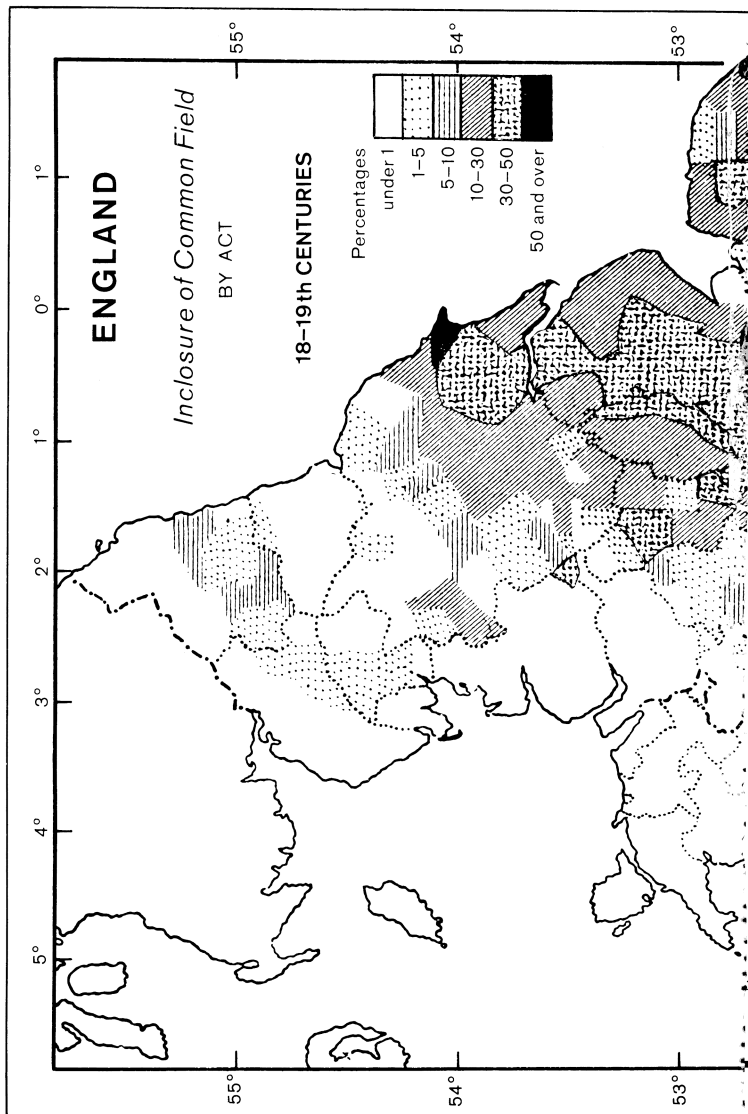 ENGLAND
Inclosure of Common Field
BY ACT
18–19th CENTURIES
Percentages
under 1
1–5
5–10
10–30
30–50
50 and over
5°
4°
3°
2°
1°
0°
1°
55°
55°
54°
54°
53°
53°